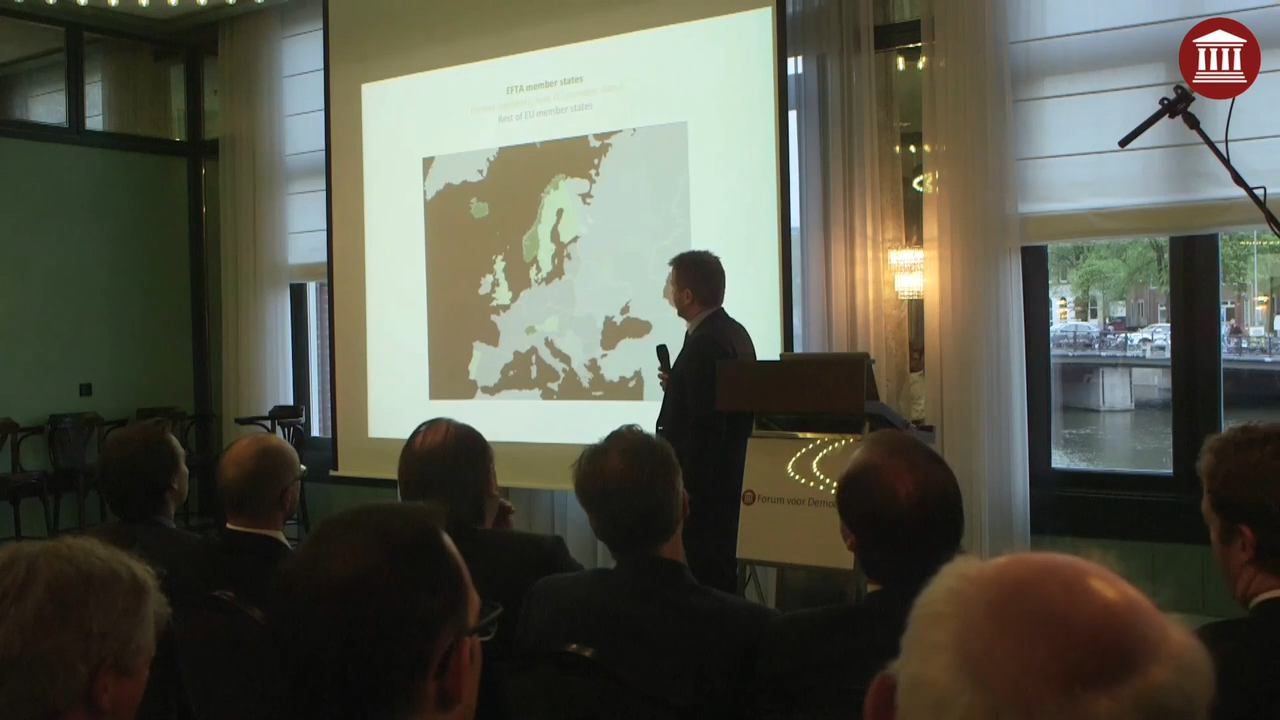 EFTA member states
Rest of EU member states
Forum voor Demo